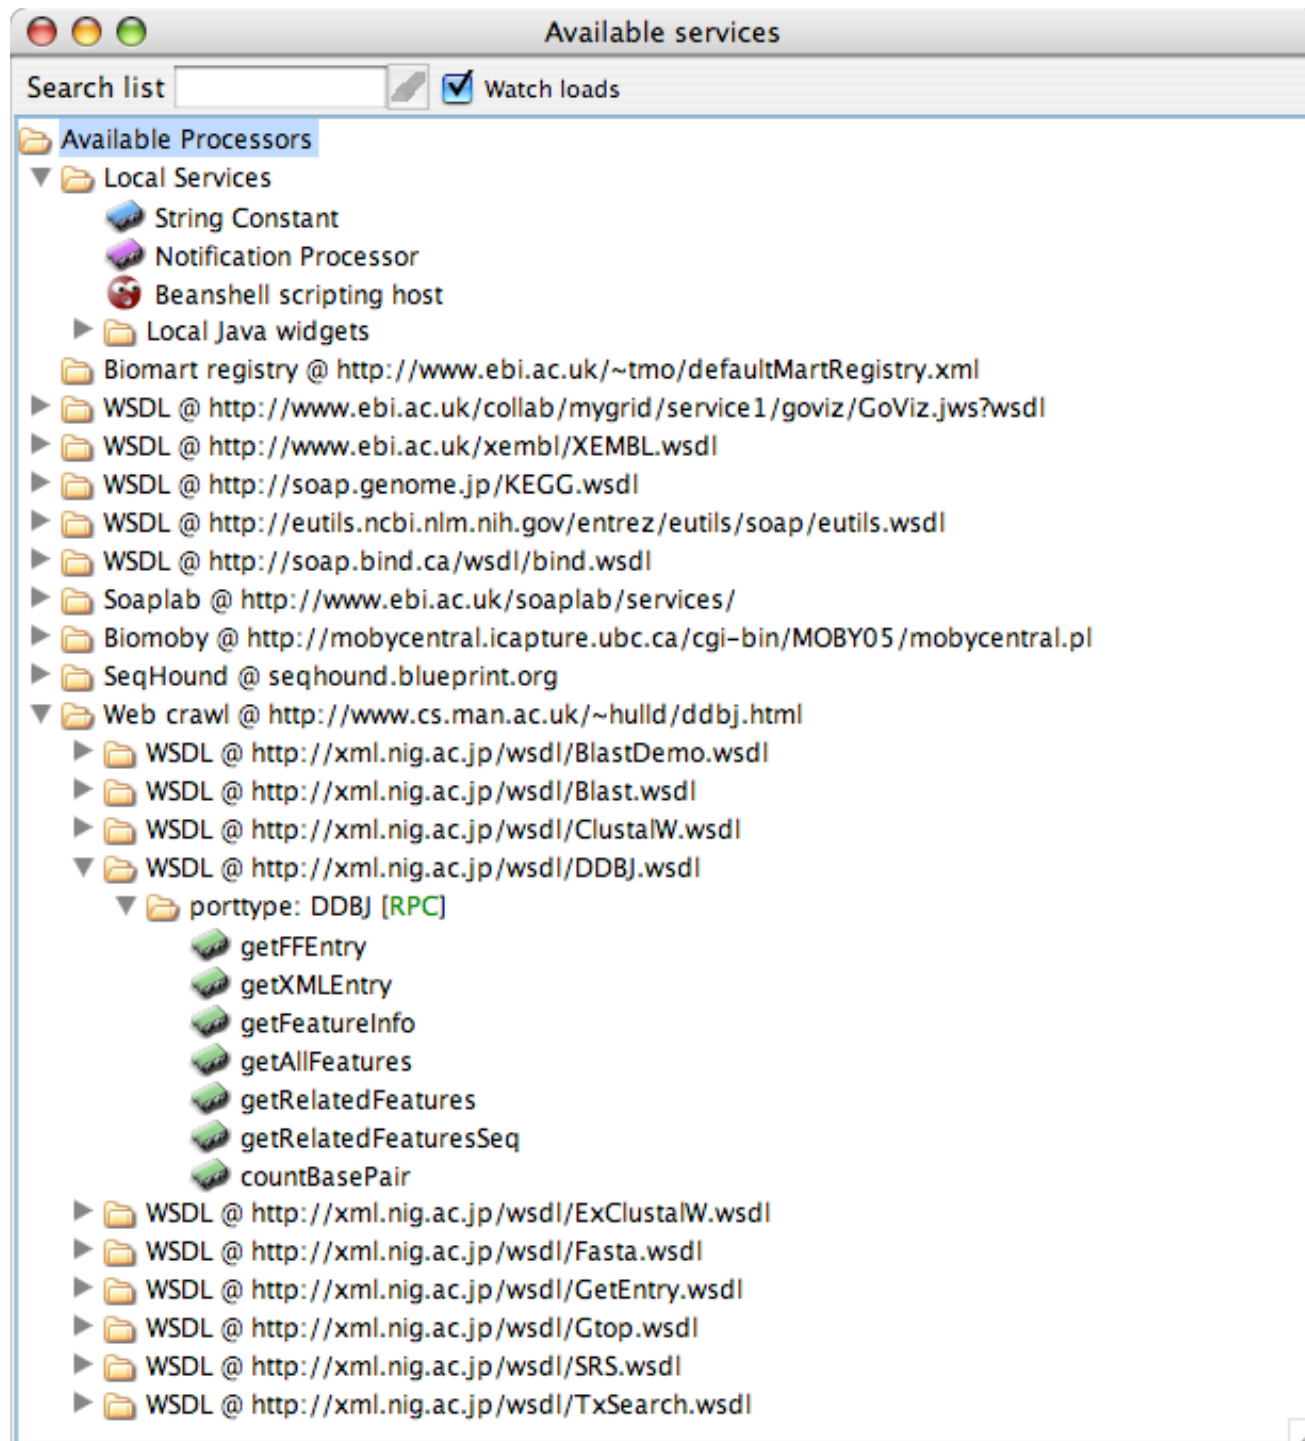 Available services
Search list Watch loads
Available Processors
Local Services
String Constant
Notification Processor
Beanshell scripting host
Local Java widgets
Biomart registry @ http://www.ebi.ac.uk/~tmo/defaultMartRegistry.xml
WSDL @ http://www.ebi.ac.uk/collab/mygrid/service1/goviz/GoViz.jws?wsdl
WSDL @ http://www.ebi.ac.uk/xembl/XEMBL.wsdl
WSDL @ http://soap.genome.jp/KEGG.wsdl
WSDL @ http://eutils.ncbi.nlm.nih.gov/entrez/eutils/soap/eutils.wsdl
WSDL @ http://soap.bind.ca/wsdl/bind.wsdl
Soaplab @ http://www.ebi.ac.uk/soaplab/services/
Biomoby @ http://mobycentral.icapture.ubc.ca/cgi-bin/MOBY05/mobycentral.pl
SeqHound @ seqhound.blueprint.org
Web crawl @ http://www.cs.man.ac.uk/~hulld/ddbj.html
WSDL @ http://xml.nig.ac.jp/wsdl/BlastDemo.wsdl
WSDL @ http://xml.nig.ac.jp/wsdl/Blast.wsdl
WSDL @ http://xml.nig.ac.jp/wsdl/ClustalW.wsdl
WSDL @ http://xml.nig.ac.jp/wsdl/DDBJ.wsdl
porttype: DDBJ [RPC]
getFFEntry
getXMLEntry
getFeatureInfo
getAllFeatures
getRelatedFeatures
getRelatedFeaturesSeq
countBasePair
WSDL @ http://xml.nig.ac.jp/wsdl/ExClustalW.wsdl
WSDL @ http://xml.nig.ac.jp/wsdl/Fasta.wsdl
WSDL @ http://xml.nig.ac.jp/wsdl/GetEntry.wsdl
WSDL @ http://xml.nig.ac.jp/wsdl/Gtop.wsdl
WSDL @ http://xml.nig.ac.jp/wsdl/SRS.wsdl
WSDL @ http://xml.nig.ac.jp/wsdl/TxSearch.wsdl